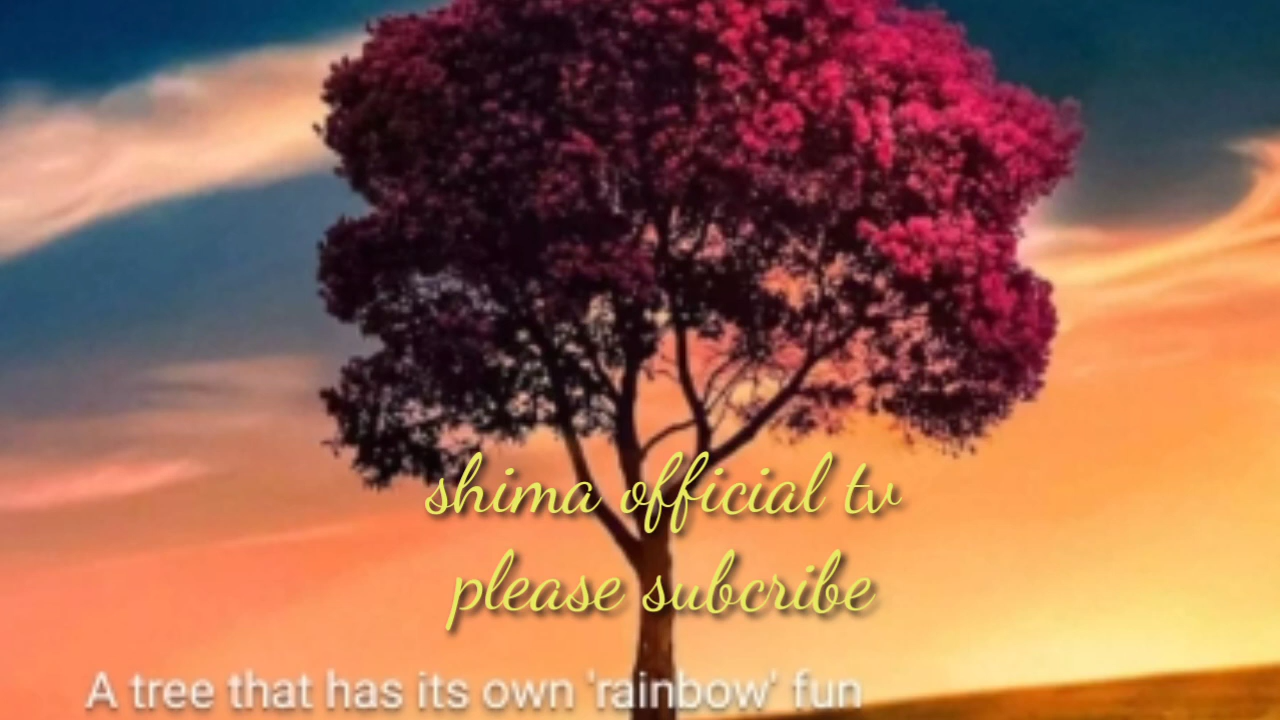 shima official tv
please subcribe
A tree that has its own 'rainbow' fun